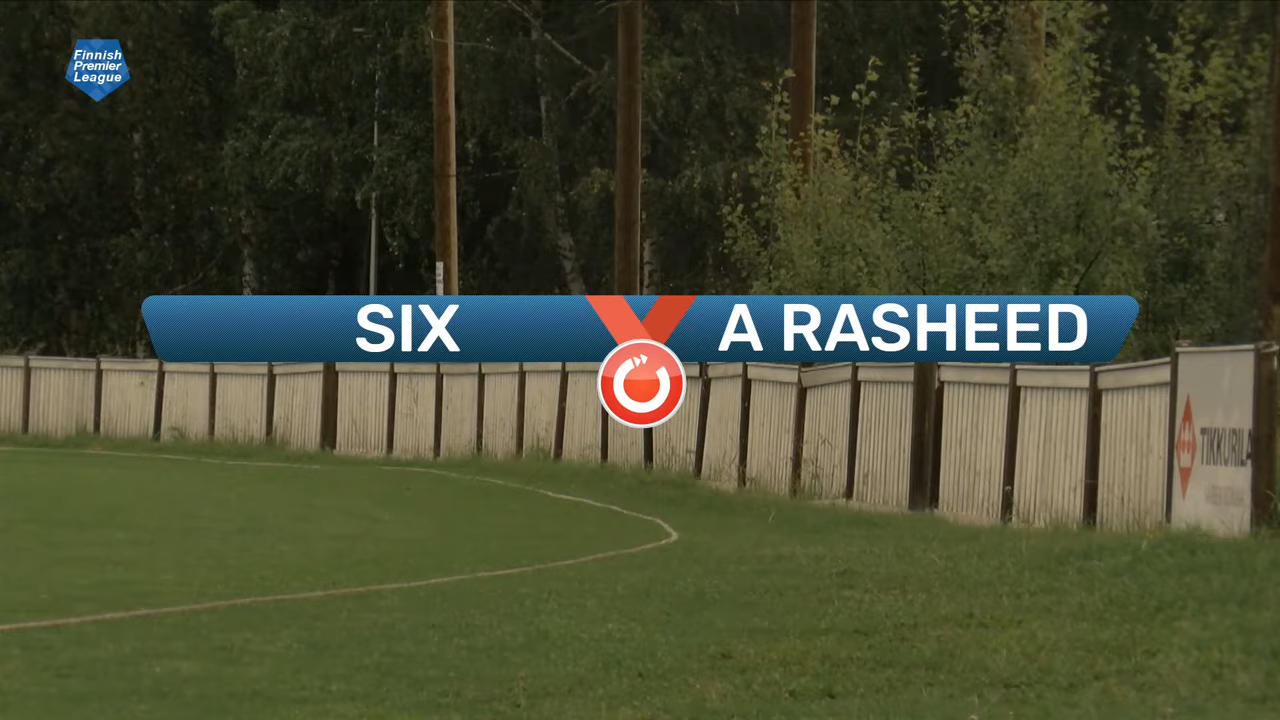 Finnish
Premier
League
SIX
A RASHEED
TIKKURILA